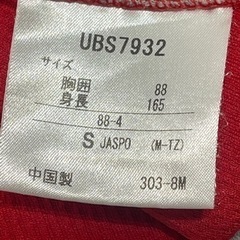 UBS7932
サイズ
胸囲 88
身長 165
88-4
S JASPO (M-TZ)
中国製 303-8M